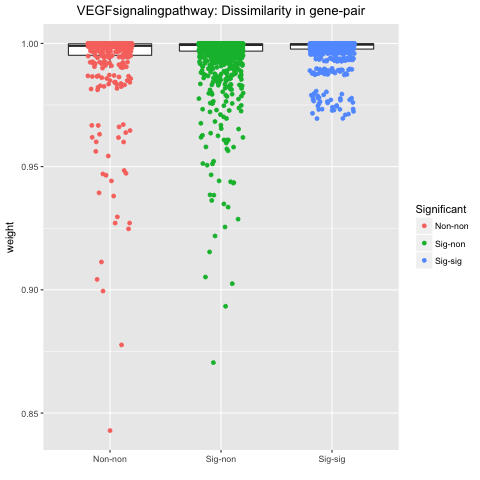 VEGFsignalingpathway: Dissimilarity in gene-pair
1.00
0.95
0.90
0.85
weight
Non-non
Sig-non
Sig-sig
Significant
Non-non
Sig-non
Sig-sig